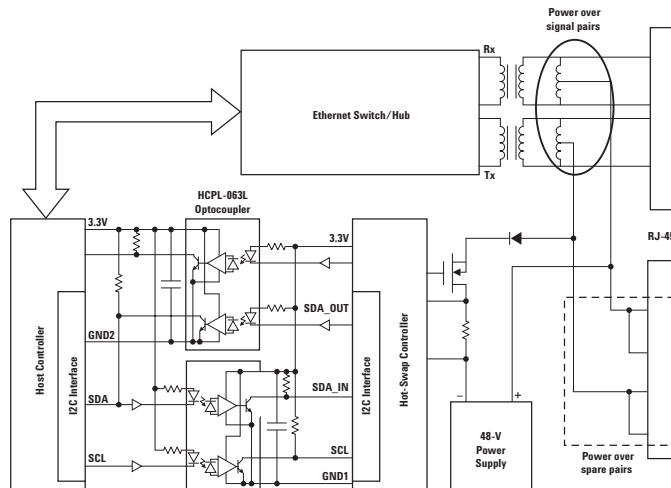 Power over
signal pairs
Rx
Ethernet Switch/Hub
Tx
HCPL-063L
Optocoupler
3.3V
3.3V
RJ-45
SDA_OUT
GND2
Host Controller
I2C Interface
SDA
SDA_IN
I2C Interface
Hot-Swap Controller
SCL
SCL
GND1
– +
48-V
Power
Supply
Power over
spare pairs